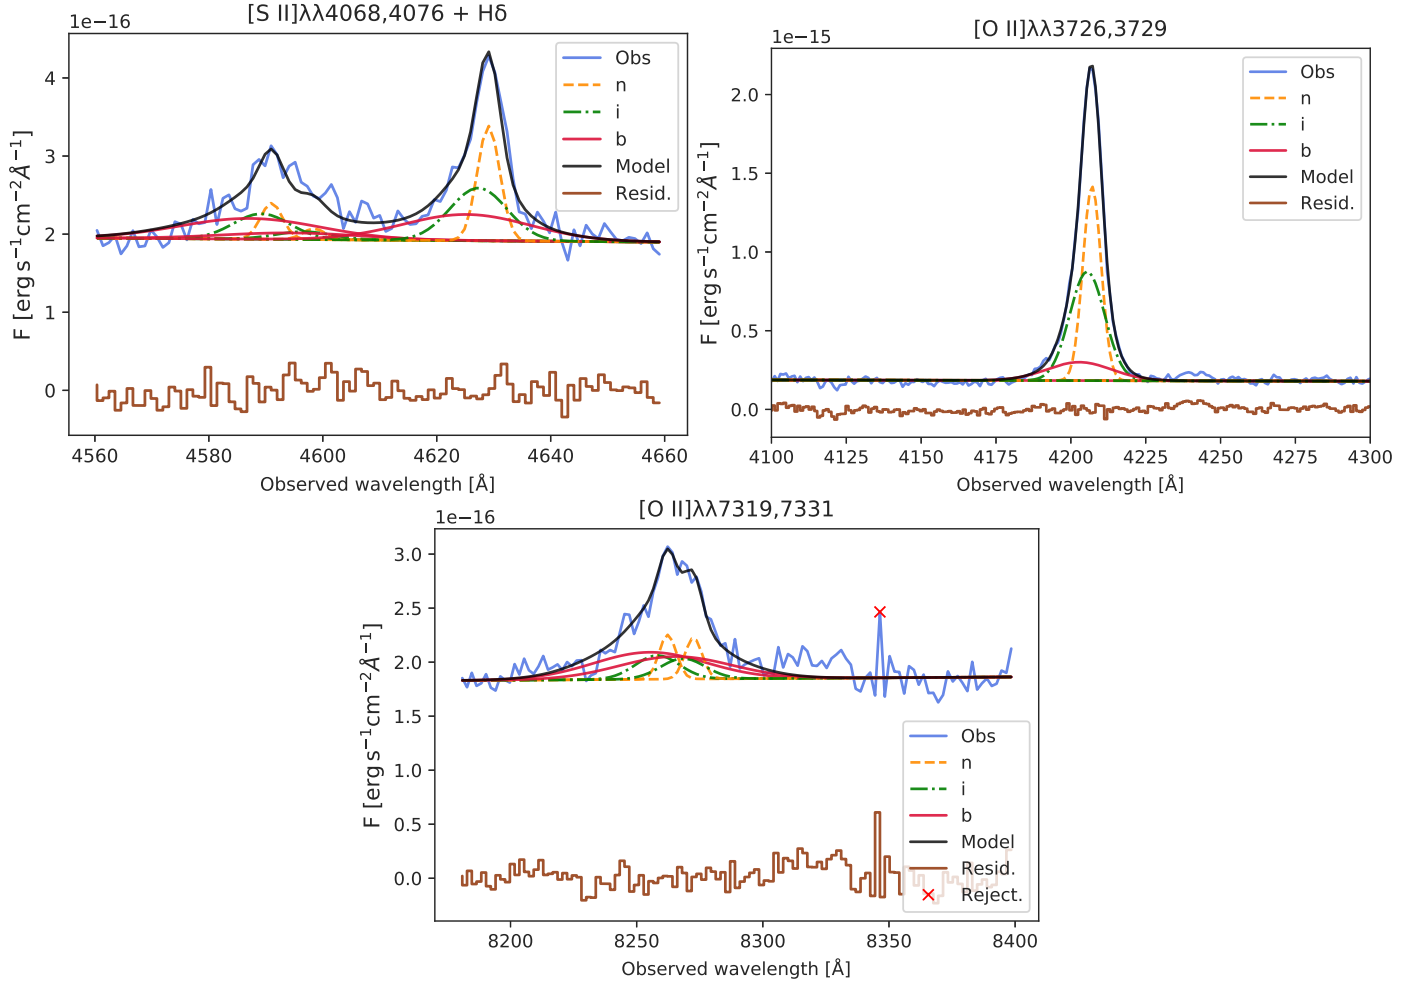 [S II]λλ4068,4076 + Hδ
1e−16
F [erg s⁻¹cm⁻²Å⁻¹]
4
3
2
1
0
Obs
n
i
b
Model
Resid.
4560 4580 4600 4620 4640 4660
Observed wavelength [Å]
[O II]λλ3726,3729
1e−15
F [erg s⁻¹cm⁻²Å⁻¹]
2.0
1.5
1.0
0.5
0.0
Obs
n
i
b
Model
Resid.
4100 4125 4150 4175 4200 4225 4250 4275 4300
Observed wavelength [Å]
[O II]λλ7319,7331
1e−16
F [erg s⁻¹cm⁻²Å⁻¹]
3.0
2.5
2.0
1.5
1.0
0.5
0.0
Obs
n
i
b
Model
Resid.
Reject.
8200 8250 8300 8350 8400
Observed wavelength [Å]